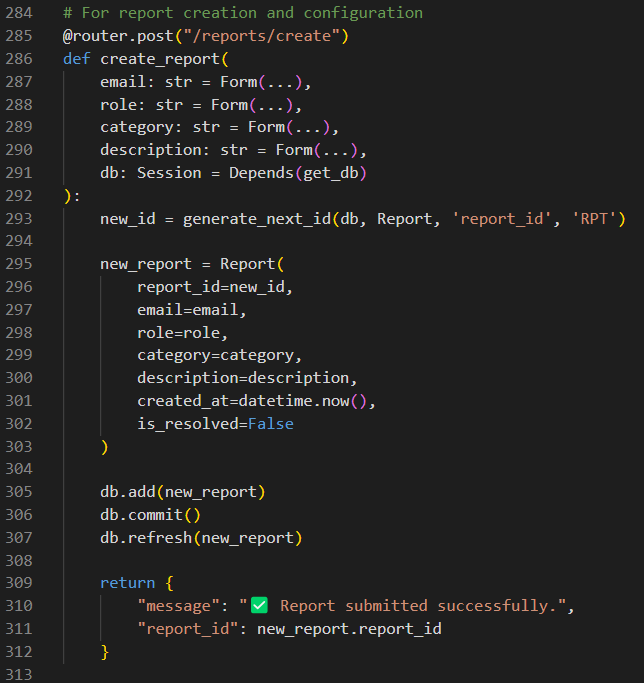 284 # For report creation and configuration
285 @router.post("/reports/create")
286 def create_report(
287     email: str = Form(...),
288     role: str = Form(...),
289     category: str = Form(...),
290     description: str = Form(...),
291     db: Session = Depends(get_db)
292 ):
293     new_id = generate_next_id(db, Report, 'report_id', 'RPT')
294
295     new_report = Report(
296         report_id=new_id,
297         email=email,
298         role=role,
299         category=category,
300         description=description,
301         created_at=datetime.now(),
302         is_resolved=False
303     )
304
305     db.add(new_report)
306     db.commit()
307     db.refresh(new_report)
308
309     return {
310         "message": "✅ Report submitted successfully.",
311         "report_id": new_report.report_id
312     }
313